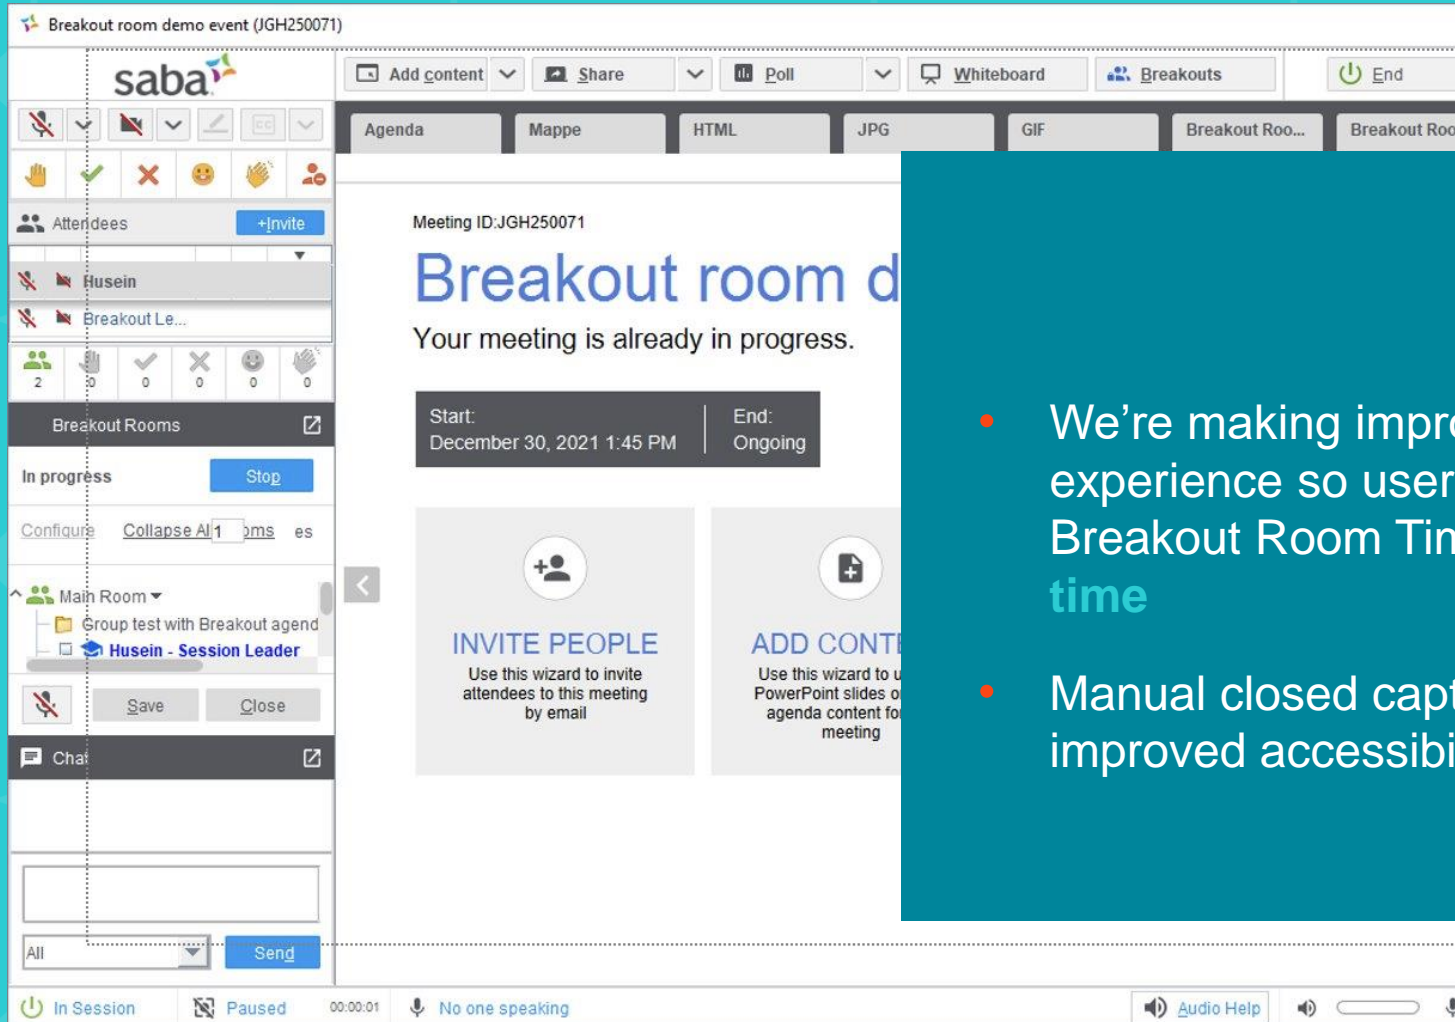 Breakout room demo event (JGH250071)
saba
Add content
Share
Poll
Whiteboard
Breakouts
End
Agenda
Mappe
HTML
JPG
GIF
Breakout Roo...
Breakout Roo
Attendees
+Invite
Husein
Breakout Le...
2 0 0 0 0 0
Breakout Rooms
In progress
Stop
Configure
Collapse Al
1
oms
es
Main Room
Group test with Breakout agend
Husein - Session Leader
Save
Close
Chat
All
Send
Meeting ID:JGH250071
Breakout room d
Your meeting is already in progress.
Start:
December 30, 2021 1:45 PM
End:
Ongoing
INVITE PEOPLE
Use this wizard to invite
attendees to this meeting
by email
ADD CONTE
Use this wizard to u
PowerPoint slides o
agenda content fo
meeting
• We’re making impro
experience so user
Breakout Room Tim
time
• Manual closed capt
improved accessibi
In Session
Paused
00:00:01
No one speaking
Audio Help